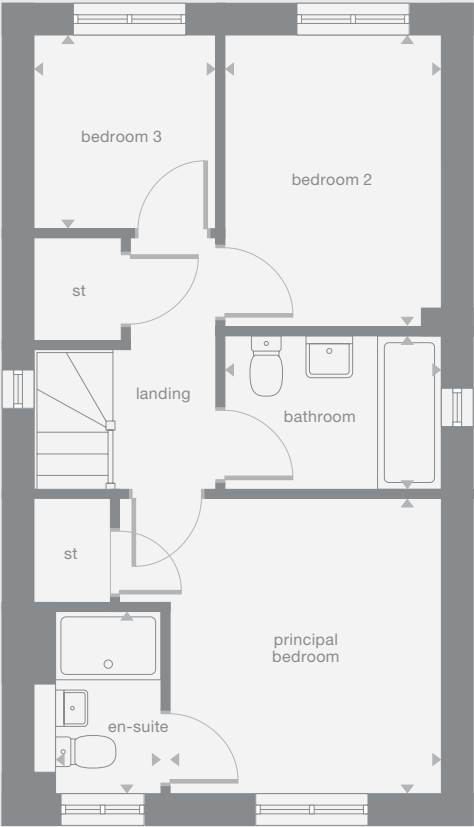 bedroom 3
bedroom 2
st
landing
bathroom
st
principal
bedroom
en-suite